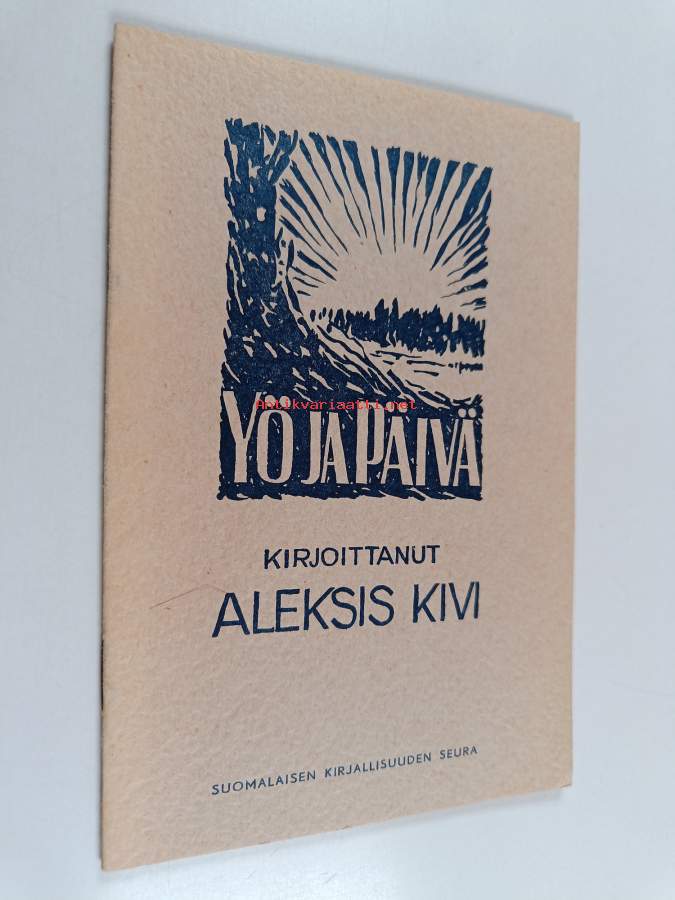 YÖ JA PÄIVÄ
Antikvariaatti.net
KIRJOITTANUT
ALEKSIS KIVI
SUOMALAISEN KIRJALLISUUDEN SEURA